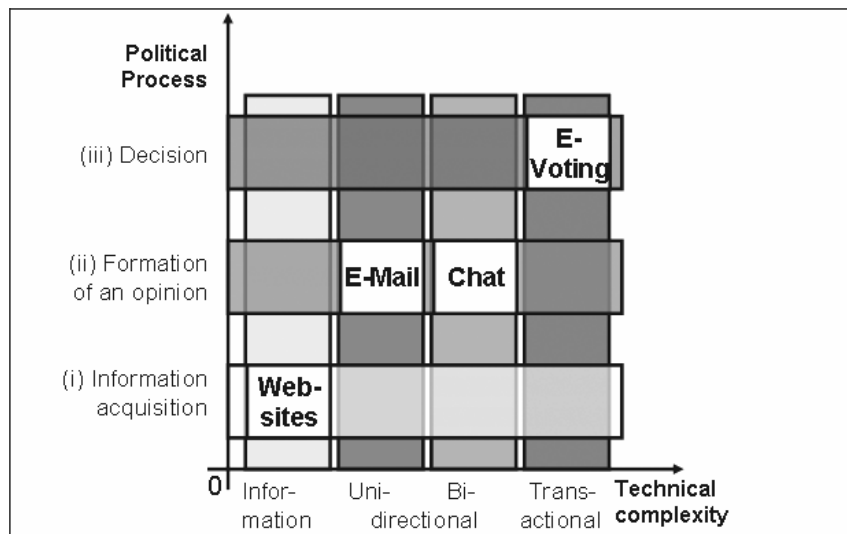 Political
Process
(iii) Decision
E-
Voting
(ii) Formation
of an opinion
E-Mail
Chat
(i) Information
acquisition
Web-
sites
0
Infor-
mation
Uni-
Bi-
directional
Trans-
actional
Technical
complexity